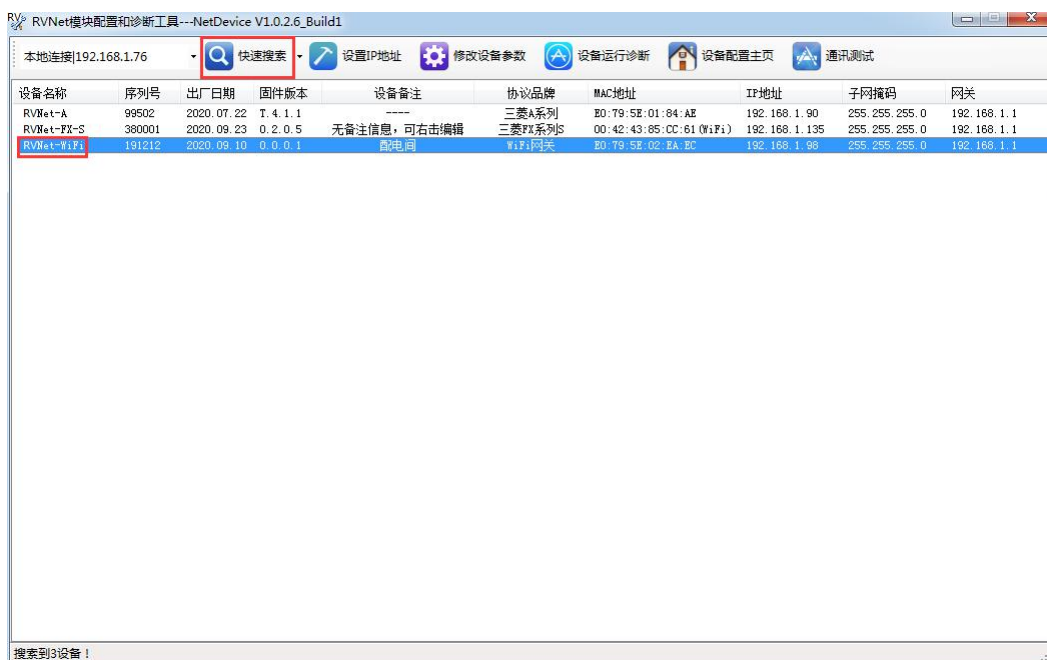 RVNet模块配置和诊断工具---NetDevice V1.0.2.6_Build1
本地连接|192.168.1.76 快速搜索 设置IP地址 修改设备参数 设备运行诊断 设备配置主页 通讯测试
设备名称 序列号 出厂日期 固件版本 设备备注 协议品牌 MAC地址 IP地址 子网掩码 网关
RVNet-A 99502 2020.07.22 T.4.1.1 ---- 三菱A系列 E0:79:5E:01:84:AE 192.168.1.90 255.255.255.0 192.168.1.1
RVNet-FX-S 380001 2020.09.23 0.2.0.5 无备注信息，可右击编辑 三菱FX系列S 00:42:43:85:CC:61(WiFi) 192.168.1.135 255.255.255.0 192.168.1.1
RVNet-WiFi 191212 2020.09.10 0.0.0.1 配电间 WiFi网关 E0:79:5E:02:EA:EC 192.168.1.98 255.255.255.0 192.168.1.1
搜索到3设备！